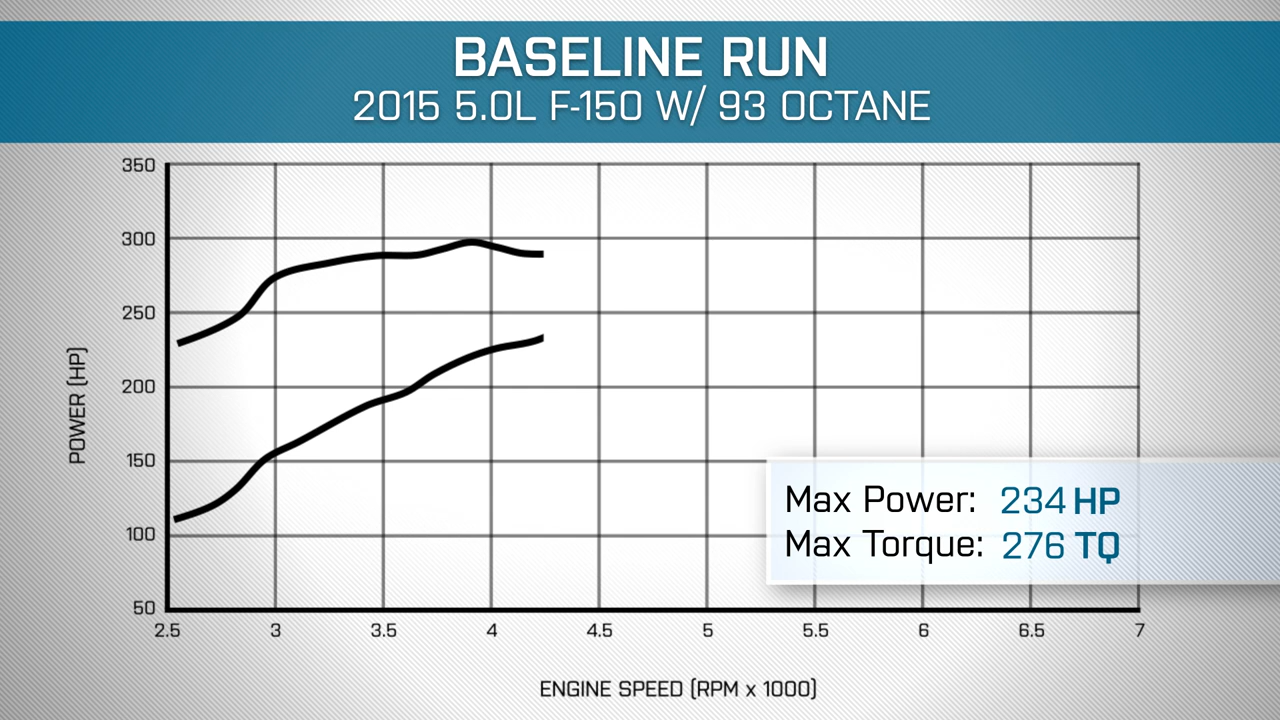 BASELINE RUN
2015 5.0L F-150 W/ 93 OCTANE
350
300
250
200
150
100
50
POWER (HP)
2.5 3 3.5 4 4.5 5 5.5 6 6.5 7
ENGINE SPEED (RPM x 1000)
Max Power: 234 HP
Max Torque: 276 TQ